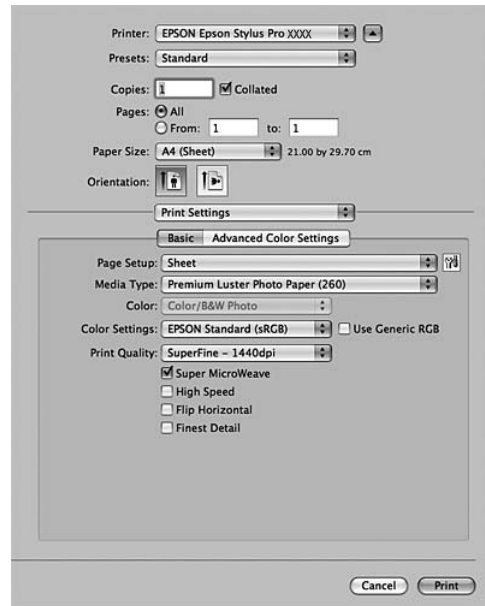 Printer: EPSON Epson Stylus Pro XXXX
Presets: Standard
Copies: 1 Collated
Pages: All
From: 1 to: 1
Paper Size: A4 (Sheet) 21.00 by 29.70 cm
Orientation:
Print Settings
Basic Advanced Color Settings
Page Setup: Sheet
Media Type: Premium Luster Photo Paper (260)
Color: Color/B&W Photo
Color Settings: EPSON Standard (sRGB) Use Generic RGB
Print Quality: SuperFine – 1440dpi
Super MicroWeave
High Speed
Flip Horizontal
Finest Detail
Cancel Print